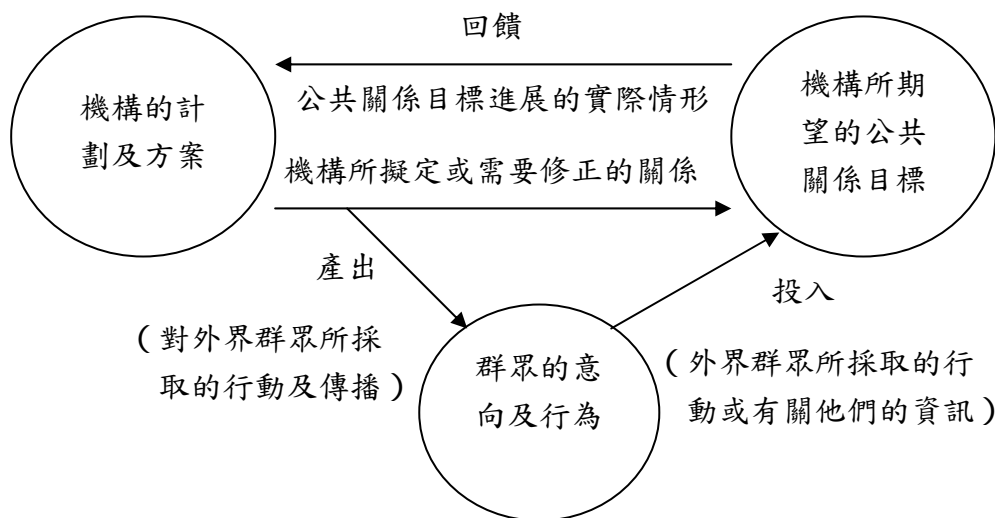 回饋
機構的計
劃及方案
公共關係目標進展的實際情形
機構所擬定或需要修正的關係
機構所期
望的公共
關係目標
產出
（對外界群眾所採
取的行動及傳播）
群眾的意
向及行為
投入
（外界群眾所採取的行
動或有關他們的資訊）